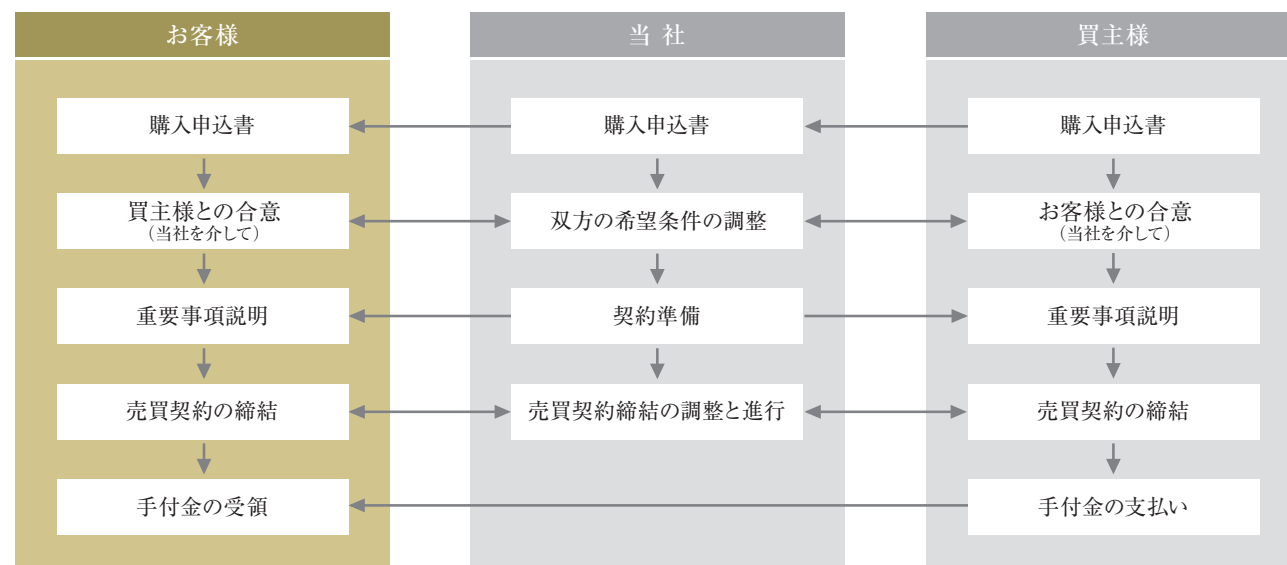 お客様
当 社
買主様
購入申込書
購入申込書
購入申込書
買主様との合意
（当社を介して）
双方の希望条件の調整
お客様との合意
（当社を介して）
重要事項説明
契約準備
重要事項説明
売買契約の締結
売買契約締結の調整と進行
売買契約の締結
手付金の受領
手付金の支払い